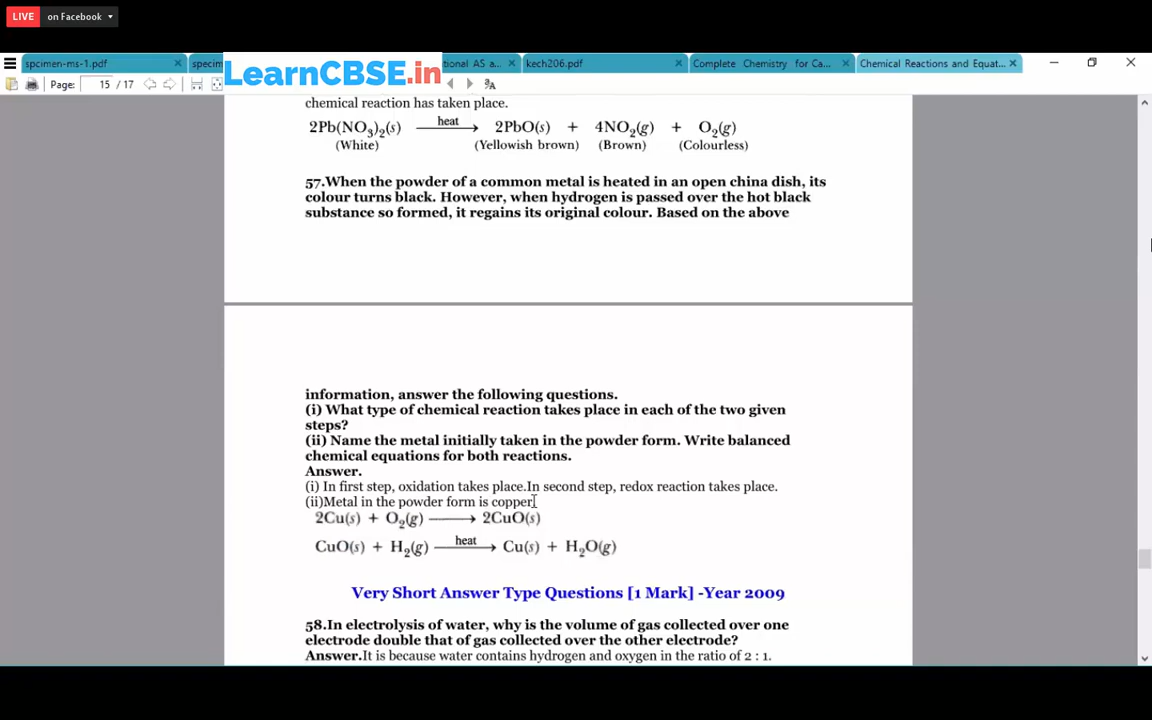 LIVE on Facebook
spcimen-ms-1.pdf × specim LearnCBSE.in tional AS a... × kech206.pdf × Complete Chemistry for Ca... × Chemical Reactions and Equat... ×
Page: 15 / 17
chemical reaction has taken place.
2Pb(NO₃)₂(s) —heat→ 2PbO(s) + 4NO₂(g) + O₂(g)
(White) (Yellowish brown) (Brown) (Colourless)
57.When the powder of a common metal is heated in an open china dish, its
colour turns black. However, when hydrogen is passed over the hot black
substance so formed, it regains its original colour. Based on the above
information, answer the following questions.
(i) What type of chemical reaction takes place in each of the two given
steps?
(ii) Name the metal initially taken in the powder form. Write balanced
chemical equations for both reactions.
Answer.
(i) In first step, oxidation takes place.In second step, redox reaction takes place.
(ii)Metal in the powder form is copper
2Cu(s) + O₂(g) ⟶ 2CuO(s)
CuO(s) + H₂(g) —heat→ Cu(s) + H₂O(g)
Very Short Answer Type Questions [1 Mark] -Year 2009
58.In electrolysis of water, why is the volume of gas collected over one
electrode double that of gas collected over the other electrode?
Answer.It is because water contains hydrogen and oxygen in the ratio of 2 : 1.